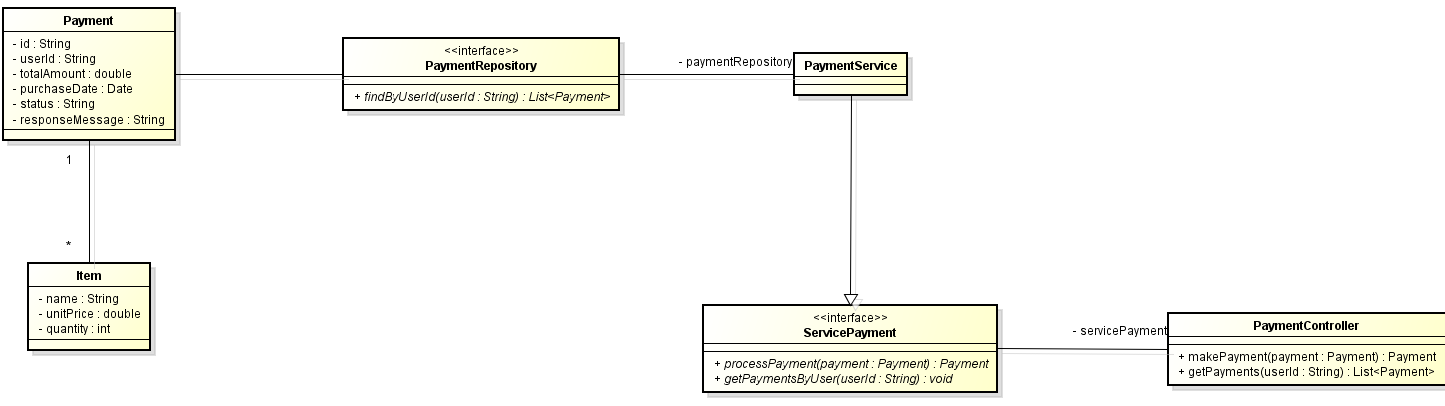 Payment
- id : String
- userId : String
- totalAmount : double
- purchaseDate : Date
- status : String
- responseMessage : String
1
*
Item
- name : String
- unitPrice : double
- quantity : int
<<interface>>
PaymentRepository
+ findByUserId(userId : String) : List<Payment>
- paymentRepository
PaymentService
<<interface>>
ServicePayment
+ processPayment(payment : Payment) : Payment
+ getPaymentsByUser(userId : String) : void
- servicePayment
PaymentController
+ makePayment(payment : Payment) : Payment
+ getPayments(userId : String) : List<Payment>